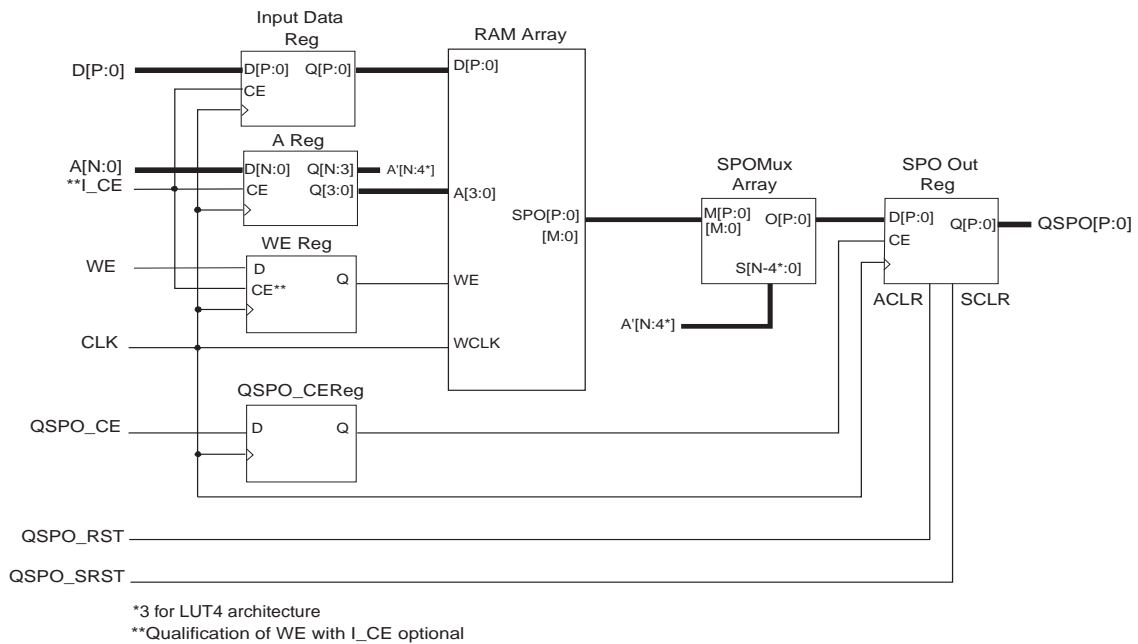 Input Data
Reg
D[P:0]
D[P:0] Q[P:0]
CE
RAM Array
D[P:0]
A[3:0]
SPO[P:0]
[M:0]
WE
WCLK
A Reg
A[N:0]
**I_CE
D[N:0] Q[N:3]
CE Q[3:0]
A'[N:4*]
WE Reg
WE
D Q
CE**
CLK
QSPO_CEReg
QSPO_CE
D Q
SPOMux
Array
M[P:0] O[P:0]
[M:0]
S[N-4*:0]
A'[N:4*]
SPO Out
Reg
D[P:0] Q[P:0]
CE
QSPO[P:0]
ACLR SCLR
QSPO_RST
QSPO_SRST
*3 for LUT4 architecture
**Qualification of WE with I_CE optional